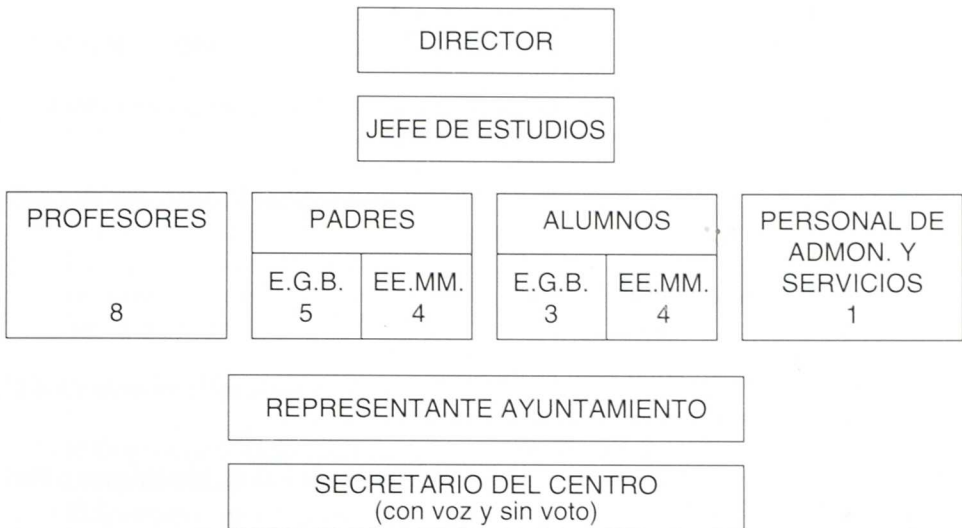 DIRECTOR
JEFE DE ESTUDIOS
PROFESORES
8
PADRES
E.G.B.
5
EE.MM.
4
ALUMNOS
E.G.B.
3
EE.MM.
4
PERSONAL DE
ADMON. Y
SERVICIOS
1
REPRESENTANTE AYUNTAMIENTO
SECRETARIO DEL CENTRO
(con voz y sin voto)